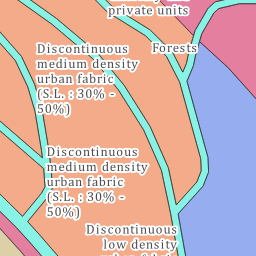 private units
Forests
Discontinuous
medium density
urban fabric
(S.L. : 30% -
50%)
Discontinuous
medium density
urban fabric
(S.L. : 30% -
50%)
Discontinuous
low density